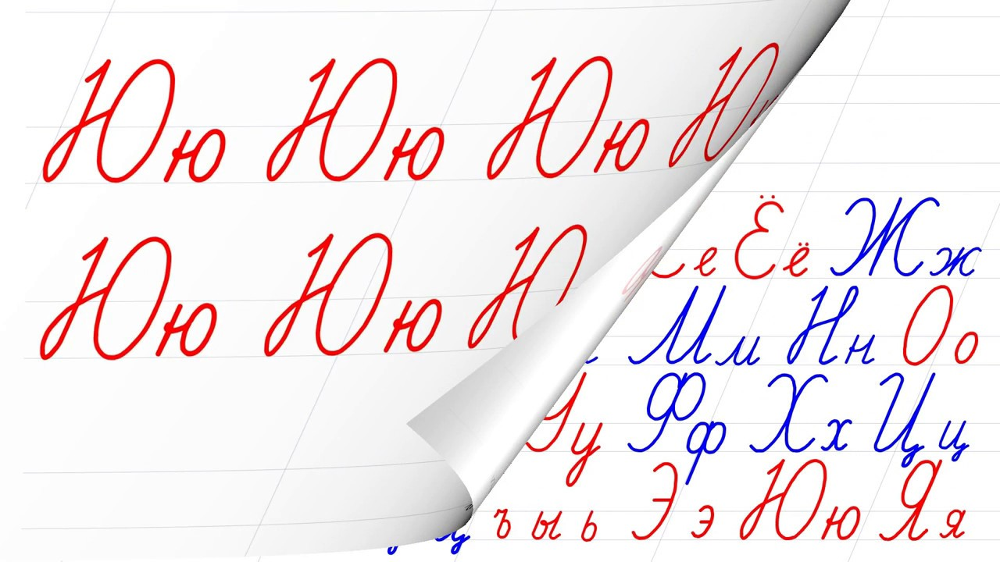 Юю Юю Юю Ю
Юю Юю Ю
е Ёё Жж
Мм Нн Оо
Уу Фф Хх Цц
ъ ы ь Ээ Юю Яя